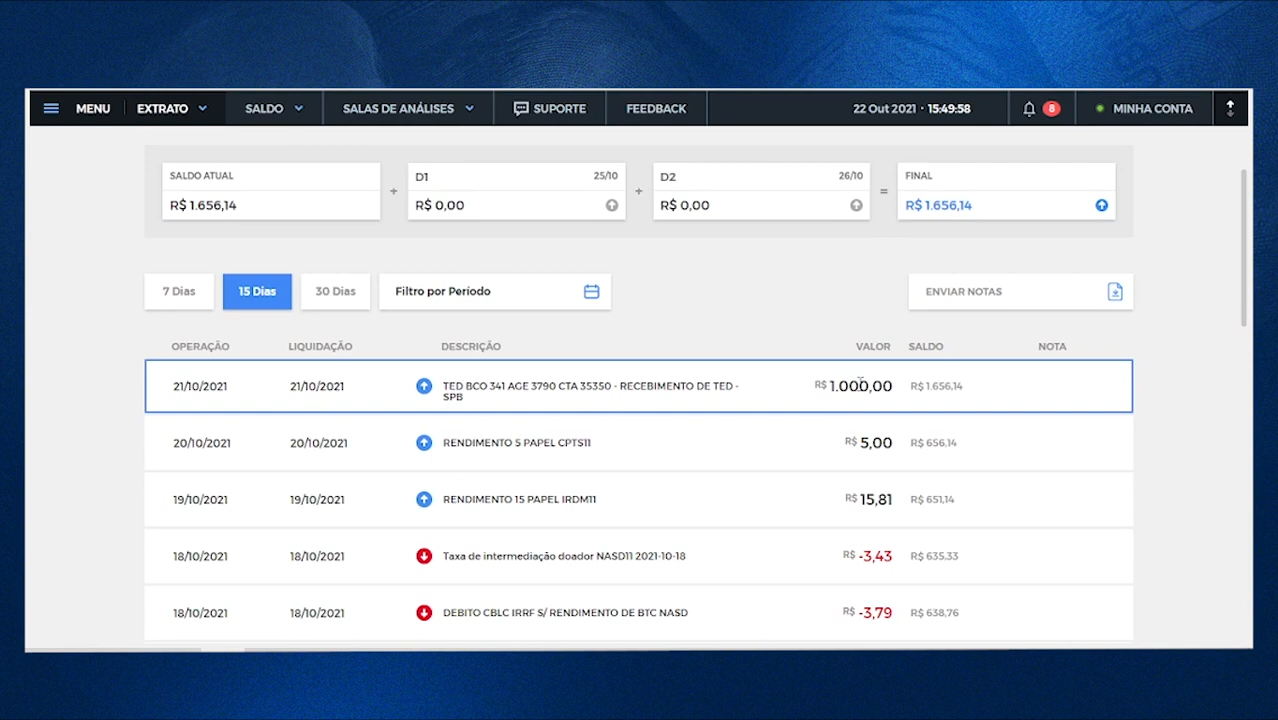 MENU EXTRATO SALDO SALAS DE ANÁLISES SUPORTE FEEDBACK 22 Out 2021 · 15:49:58 8 MINHA CONTA
SALDO ATUAL D1 25/10 D2 26/10 FINAL
R$ 1.656,14 + R$ 0,00 + R$ 0,00 = R$ 1.656,14
7 Dias 15 Dias 30 Dias Filtro por Período ENVIAR NOTAS
OPERAÇÃO LIQUIDAÇÃO DESCRIÇÃO VALOR SALDO NOTA
21/10/2021 21/10/2021 TED BCO 341 AGE 3790 CTA 35350 - RECEBIMENTO DE TED - R$ 1.000,00 R$ 1.656,14
SPB
20/10/2021 20/10/2021 RENDIMENTO 5 PAPEL CPTS11 R$ 5,00 R$ 656,14
19/10/2021 19/10/2021 RENDIMENTO 15 PAPEL IRDM11 R$ 15,81 R$ 651,14
18/10/2021 18/10/2021 Taxa de intermediação doador NASD11 2021-10-18 R$ -3,43 R$ 635,33
18/10/2021 18/10/2021 DEBITO CBLC IRRF S/ RENDIMENTO DE BTC NASD R$ -3,79 R$ 638,76